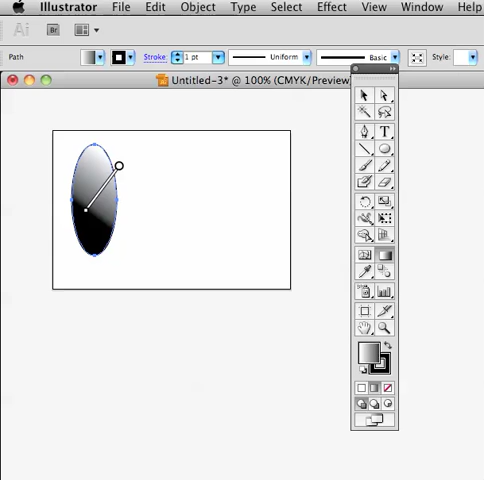 Illustrator File Edit Object Type Select Effect View Window Help
Ai Br
Path Stroke: 1 pt Uniform Basic Style:
Untitled-3* @ 100% (CMYK/Preview
T